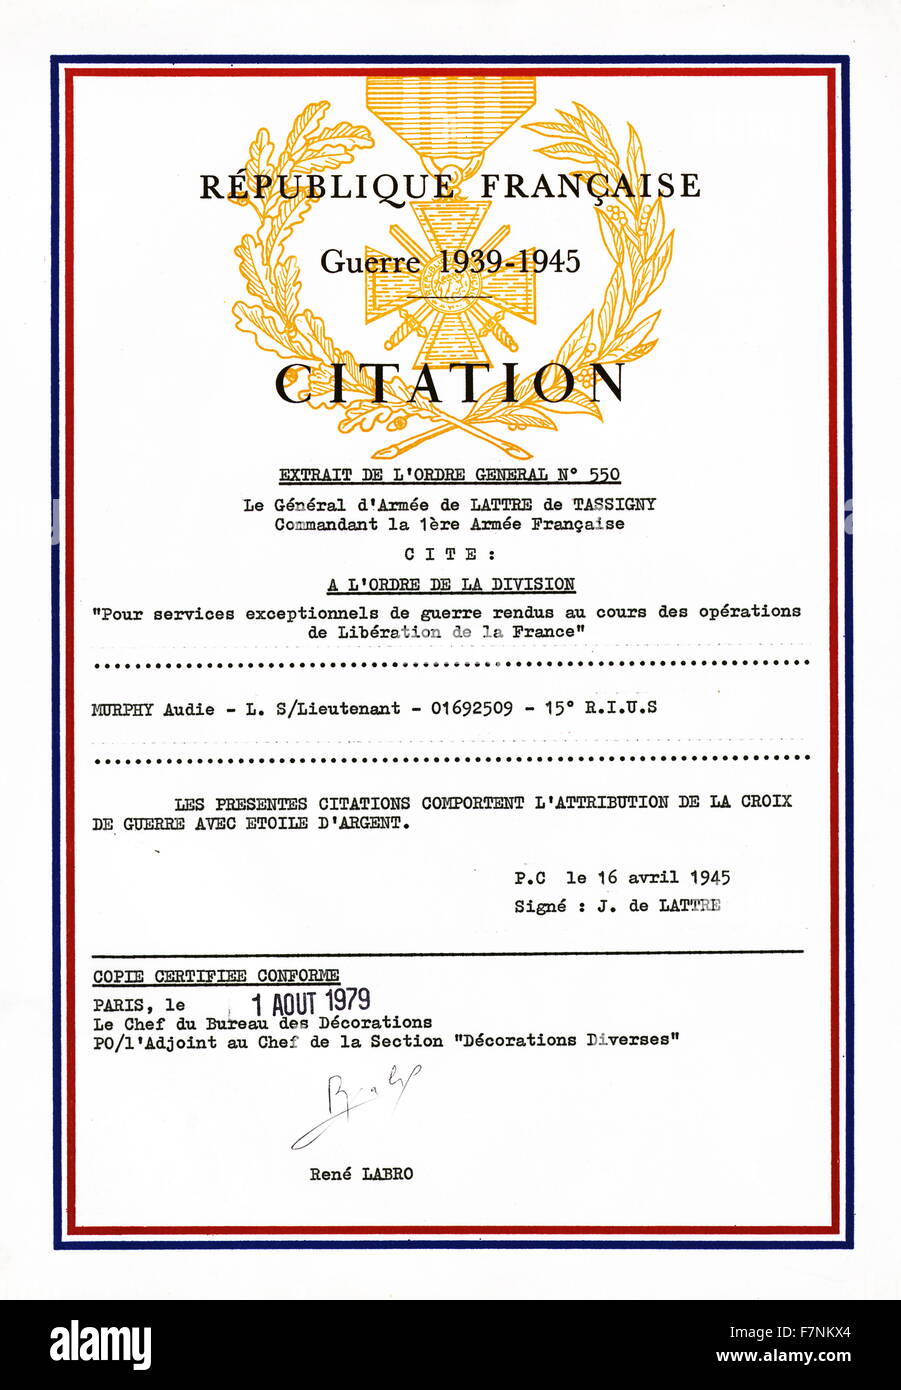 RÉPUBLIQUE FRANÇAISE
Guerre 1939-1945
CITATION
EXTRAIT DE L'ORDRE GENERAL N° 550
Le Général d'Armée de LATTRE de TASSIGNY
Commandant la 1ère Armée Française
C I T E :
A L'ORDRE DE LA DIVISION
"Pour services exceptionnels de guerre rendus au cours des opérations
de Libération de la France"
MURPHY Audie - L. S/Lieutenant - 01692509 - 15° R.I.U.S
LES PRESENTES CITATIONS COMPORTENT L'ATTRIBUTION DE LA CROIX
DE GUERRE AVEC ETOILE D'ARGENT.
P.C le 16 avril 1945
Signé : J. de LATTRE
COPIE CERTIFIEE CONFORME
PARIS, le 1 AOUT 1979
Le Chef du Bureau des Décorations
PO/l'Adjoint au Chef de la Section "Décorations Diverses"
René LABRO
alamy stock photo
F7NKX4
www.alamy.com